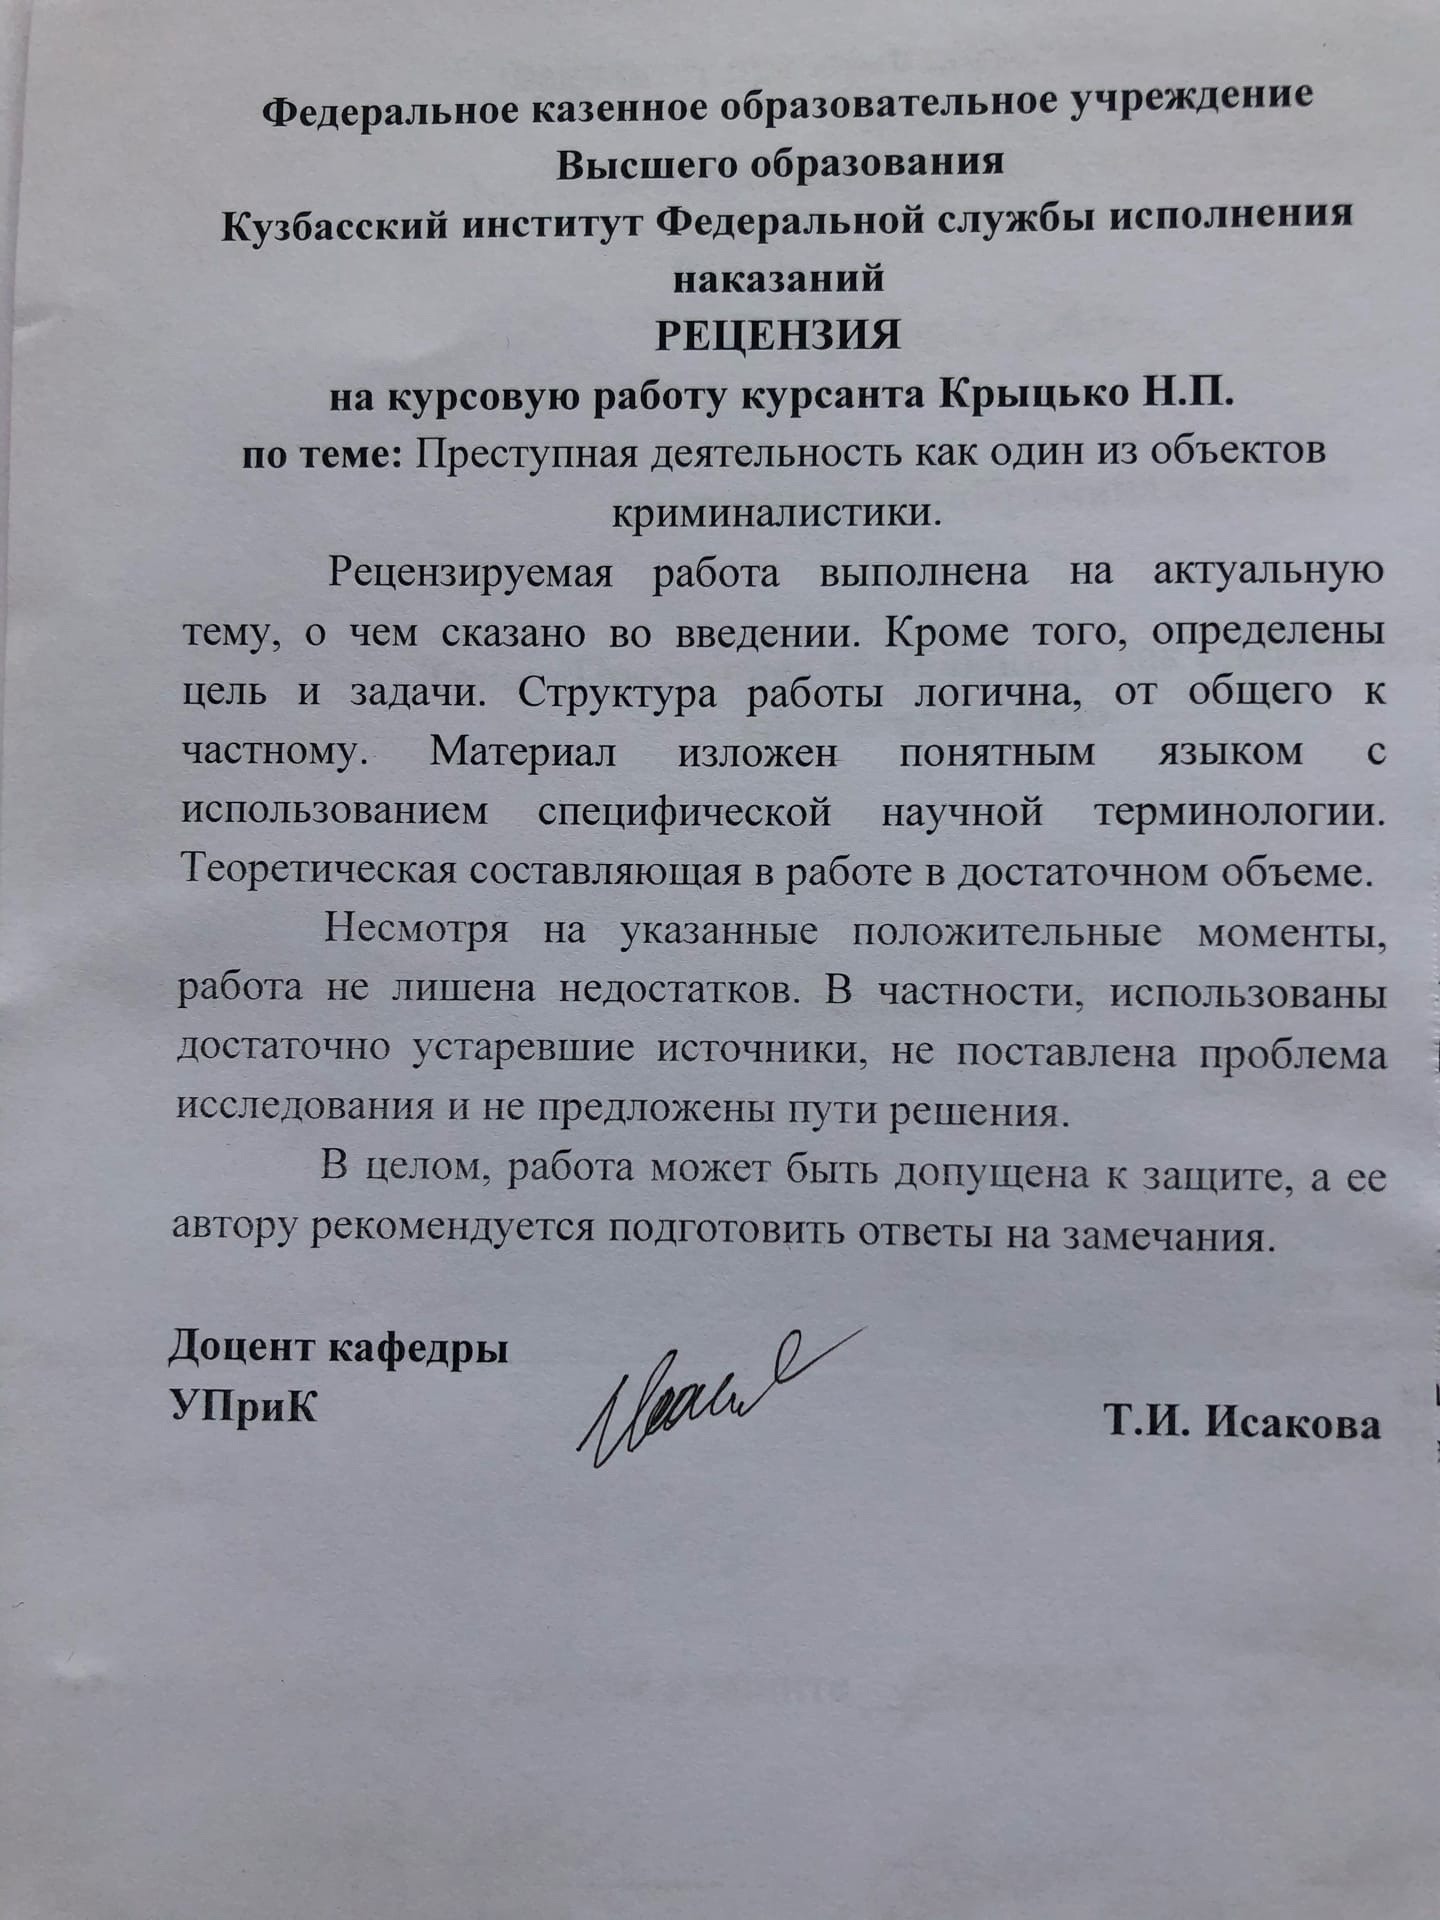 Федеральное казенное образовательное учреждение
Высшего образования
Кузбасский институт Федеральной службы исполнения
наказаний
РЕЦЕНЗИЯ
на курсовую работу курсанта Крыцько Н.П.
по теме: Преступная деятельность как один из объектов
криминалистики.
Рецензируемая работа выполнена на актуальную
тему, о чем сказано во введении. Кроме того, определены
цель и задачи. Структура работы логична, от общего к
частному. Материал изложен понятным языком с
использованием специфической научной терминологии.
Теоретическая составляющая в работе в достаточном объеме.
Несмотря на указанные положительные моменты,
работа не лишена недостатков. В частности, использованы
достаточно устаревшие источники, не поставлена проблема
исследования и не предложены пути решения.
В целом, работа может быть допущена к защите, а ее
автору рекомендуется подготовить ответы на замечания.
Доцент кафедры
УПриК
Т.И. Исакова